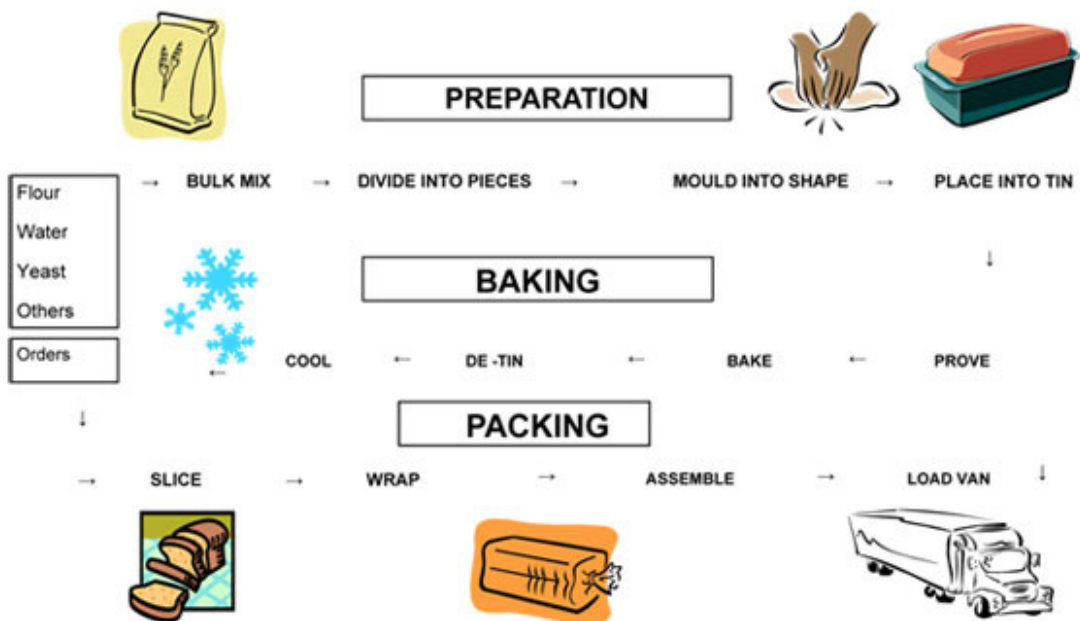 PREPARATION
Flour
Water
Yeast
Others
→ BULK MIX → DIVIDE INTO PIECES → MOULD INTO SHAPE → PLACE INTO TIN
↓
BAKING
Orders
← COOL ← DE -TIN ← BAKE ← PROVE
↓
PACKING
→ SLICE → WRAP → ASSEMBLE → LOAD VAN ↓